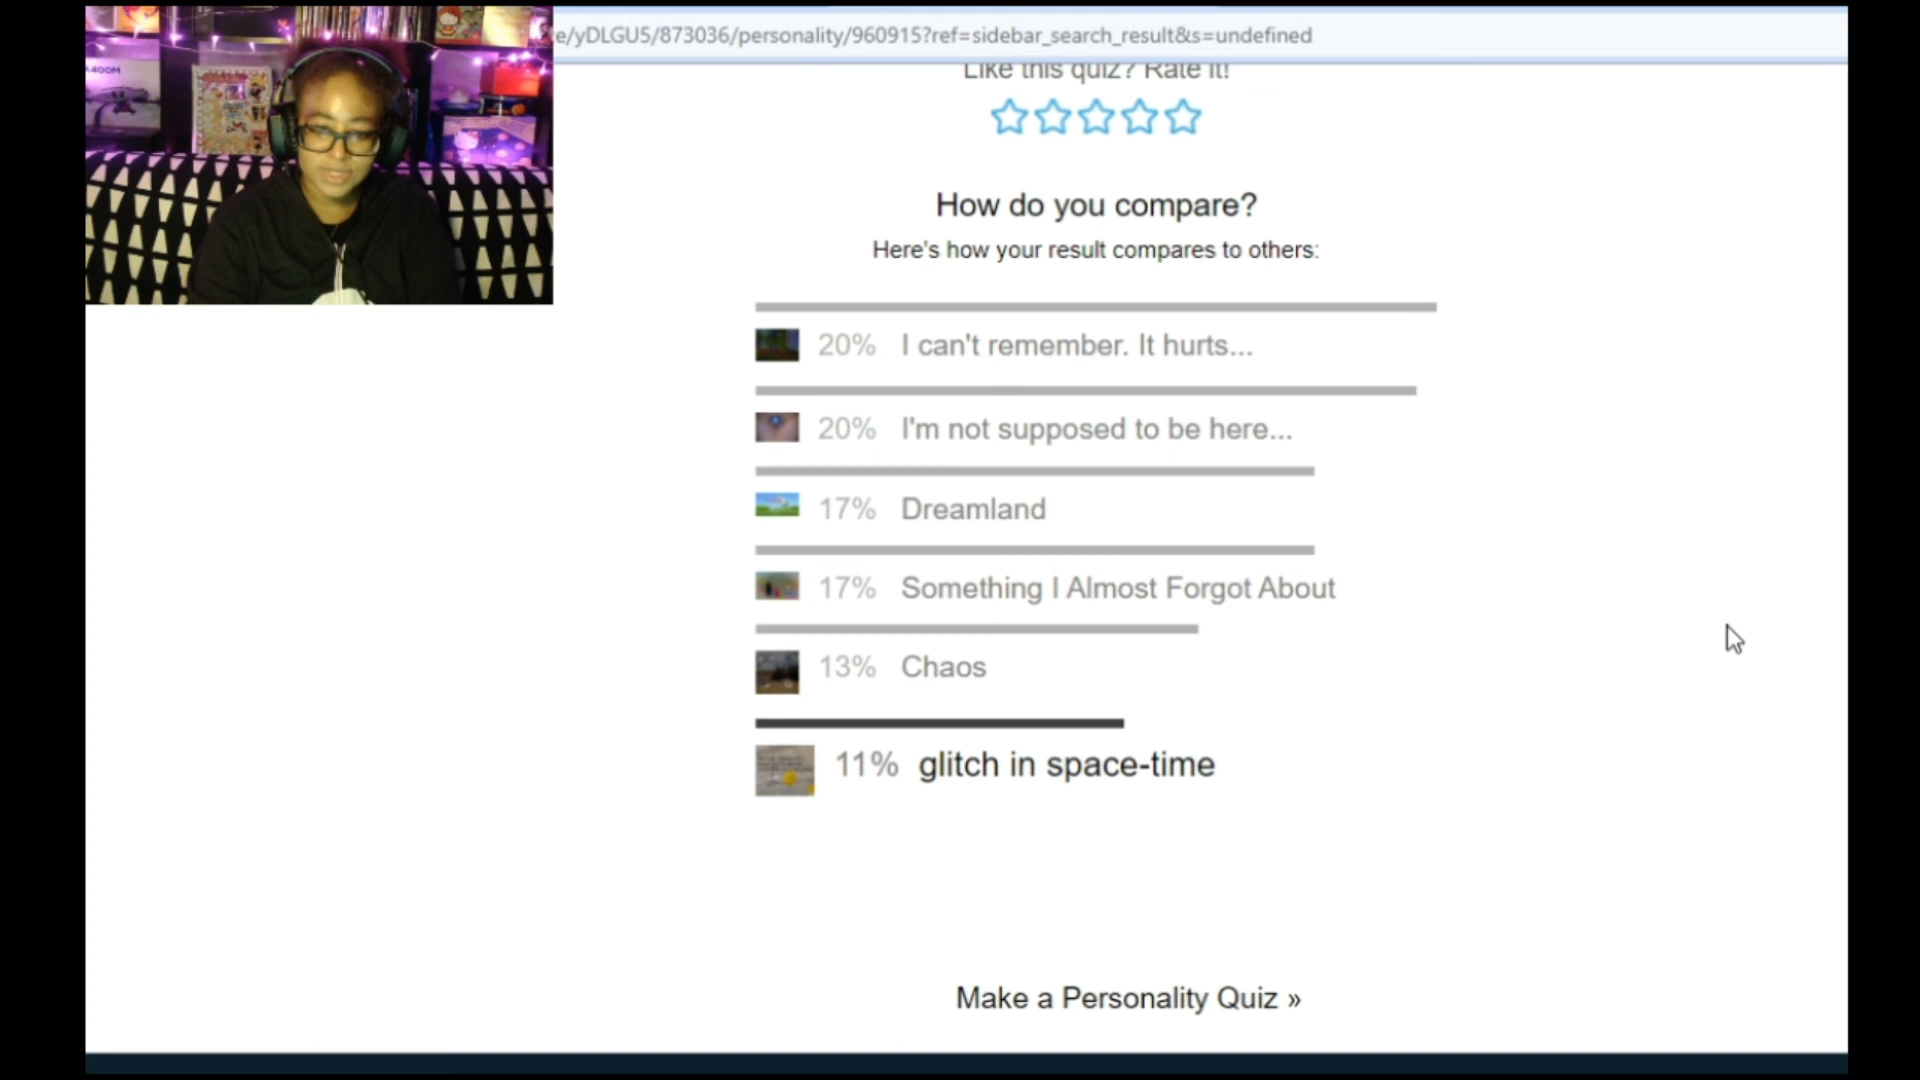 e/yDLGU5/873036/personality/960915?ref=sidebar_search_result&s=undefined
Like this quiz? Rate it!
How do you compare?
Here's how your result compares to others:
20% I can't remember. It hurts...
20% I'm not supposed to be here...
17% Dreamland
17% Something I Almost Forgot About
13% Chaos
11% glitch in space-time
Make a Personality Quiz »